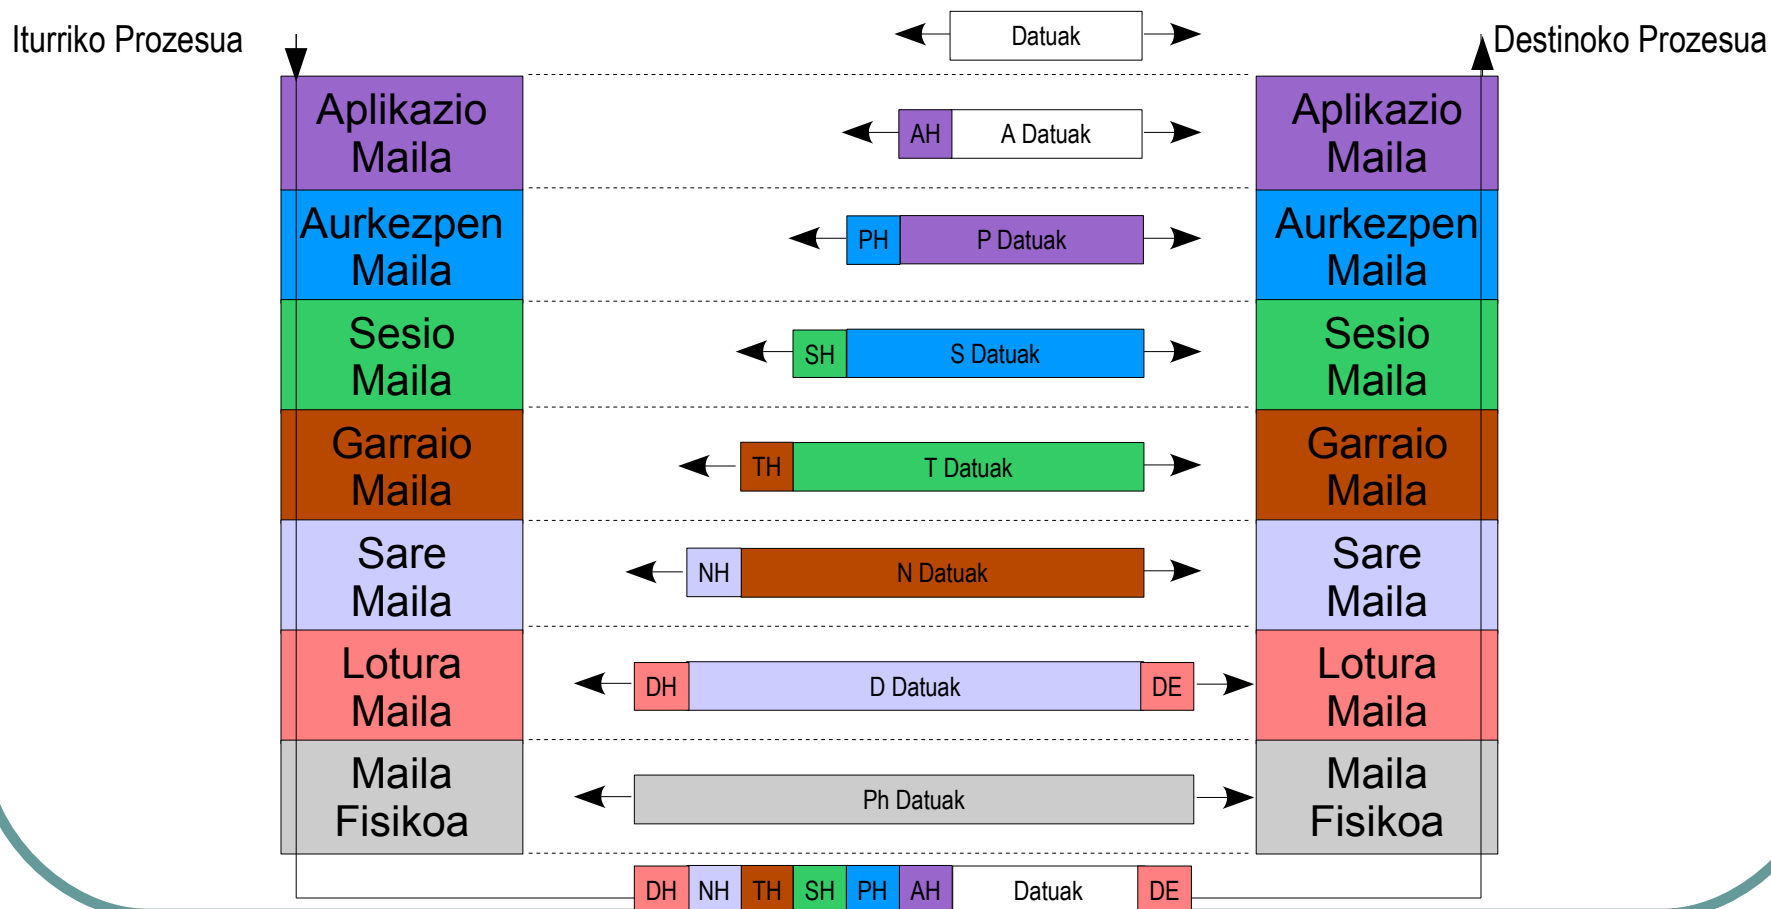 Iturriko Prozesua
Datuak
Destinoko Prozesua
Aplikazio
Maila
AH
A Datuak
Aplikazio
Maila
Aurkezpen
Maila
PH
P Datuak
Aurkezpen
Maila
Sesio
Maila
SH
S Datuak
Sesio
Maila
Garraio
Maila
TH
T Datuak
Garraio
Maila
Sare
Maila
NH
N Datuak
Sare
Maila
Lotura
Maila
DH
D Datuak
DE
Lotura
Maila
Maila
Fisikoa
Ph Datuak
Maila
Fisikoa
DH NH TH SH PH AH Datuak DE